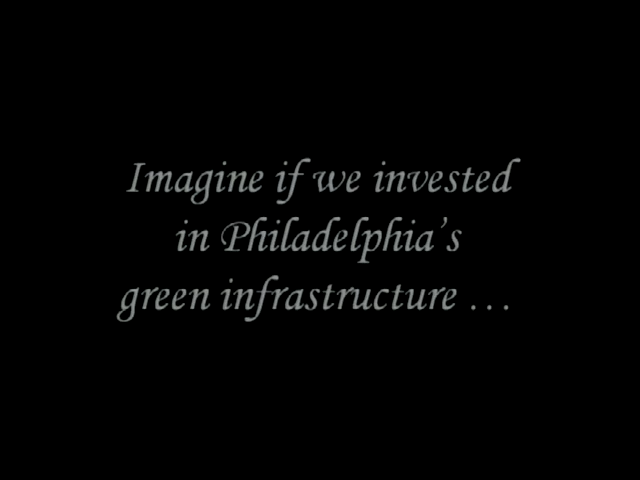 Imagine if we invested
in Philadelphia's
green infrastructure …